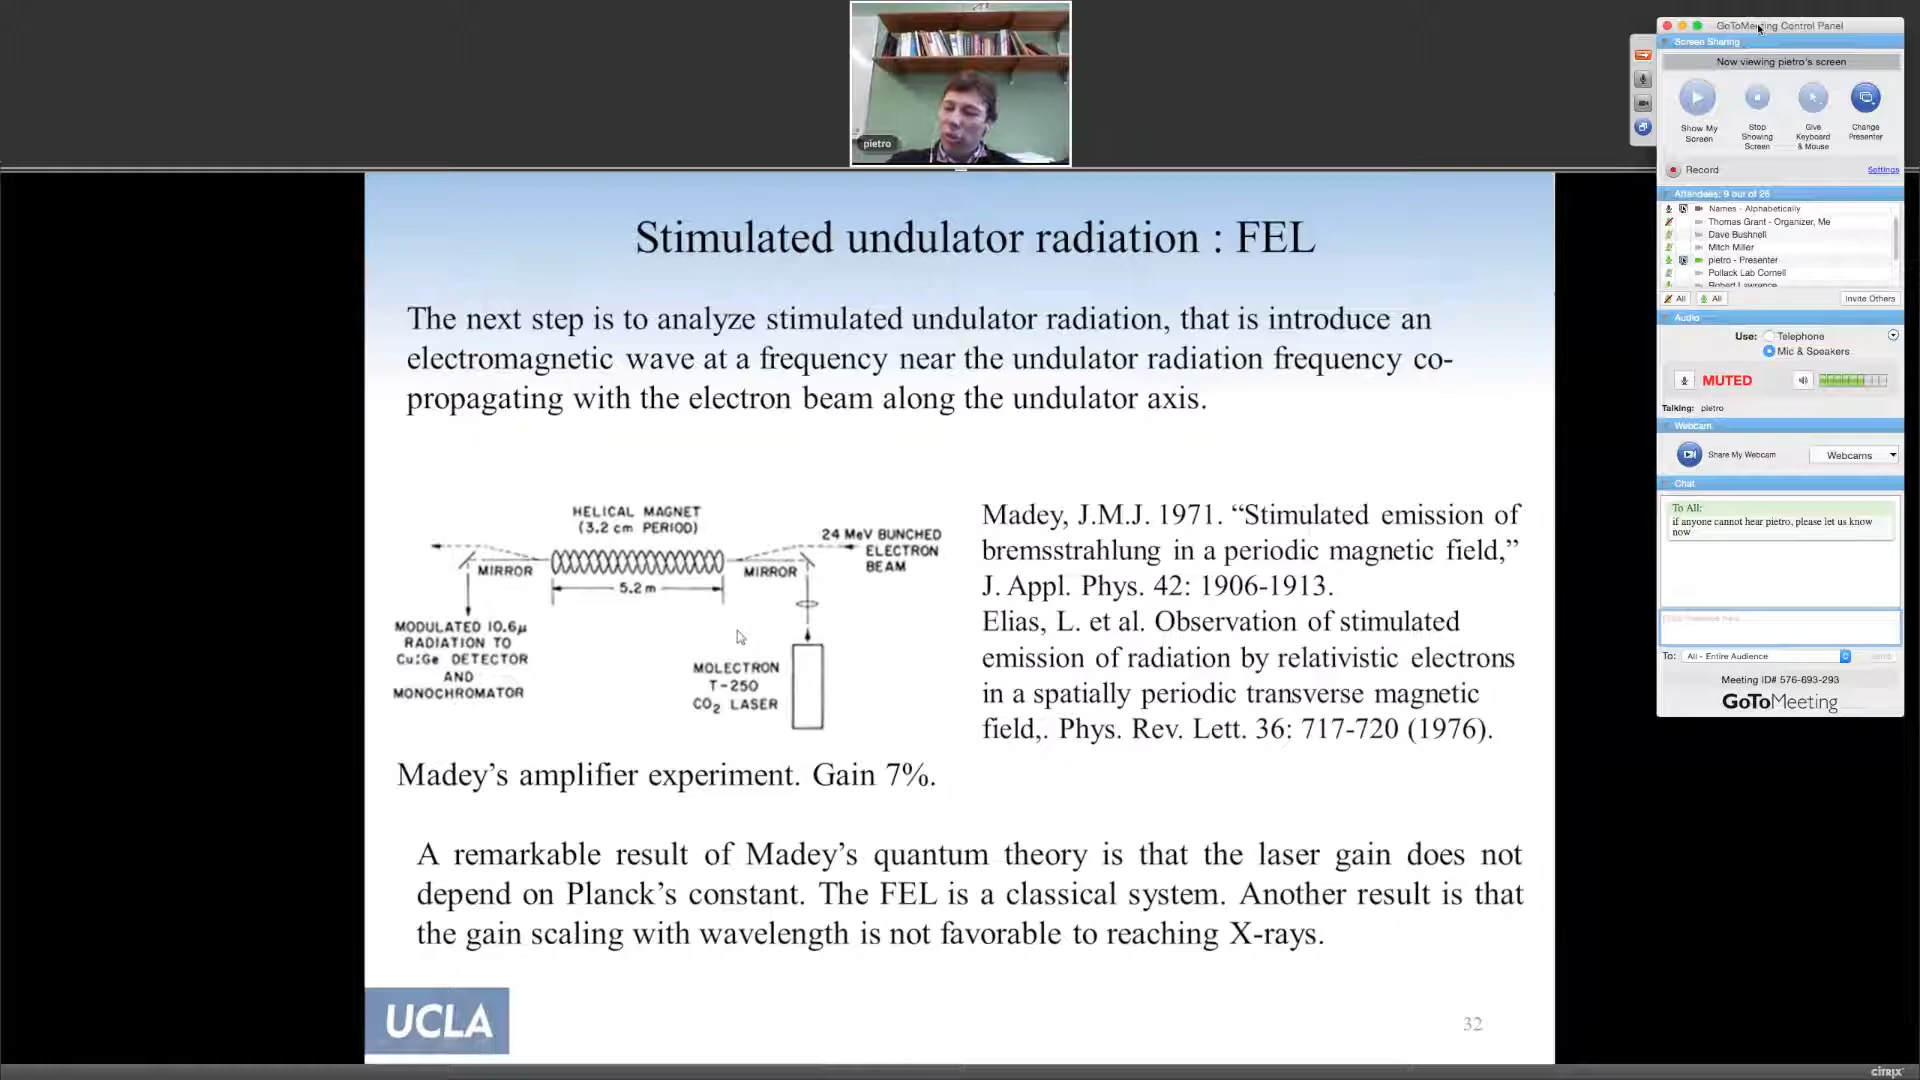 pietro
Stimulated undulator radiation : FEL
The next step is to analyze stimulated undulator radiation, that is introduce an
electromagnetic wave at a frequency near the undulator radiation frequency co-
propagating with the electron beam along the undulator axis.
HELICAL MAGNET
(3.2 cm PERIOD)
24 MeV BUNCHED
ELECTRON
BEAM
MIRROR
MIRROR
5.2 m
MODULATED 10.6μ
RADIATION TO
Cu:Ge DETECTOR
AND
MONOCHROMATOR
MOLECTRON
T-250
CO2 LASER
Madey, J.M.J. 1971. “Stimulated emission of
bremsstrahlung in a periodic magnetic field,”
J. Appl. Phys. 42: 1906-1913.
Elias, L. et al. Observation of stimulated
emission of radiation by relativistic electrons
in a spatially periodic transverse magnetic
field,. Phys. Rev. Lett. 36: 717-720 (1976).
Madey’s amplifier experiment. Gain 7%.
A remarkable result of Madey’s quantum theory is that the laser gain does not
depend on Planck’s constant. The FEL is a classical system. Another result is that
the gain scaling with wavelength is not favorable to reaching X-rays.
UCLA
32
GoToMeeting Control Panel
Screen Sharing
Now viewing pietro's screen
Show My
Screen
Stop
Showing
Screen
Give
Keyboard
& Mouse
Change
Presenter
Record
Settings
Attendees: 9 out of 26
Names - Alphabetically
Thomas Grant - Organizer, Me
Dave Bushnell
Mitch Miller
pietro - Presenter
Pollack Lab Cornell
Robert Lawrence
All
All
Invite Others
Audio
Use:
Telephone
Mic & Speakers
MUTED
Talking: pietro
Webcam
Share My Webcam
Webcams
Chat
To All:
if anyone cannot hear pietro, please let us know
now
To:
All - Entire Audience
Send
Meeting ID# 576-693-293
GoToMeeting
CITRIX